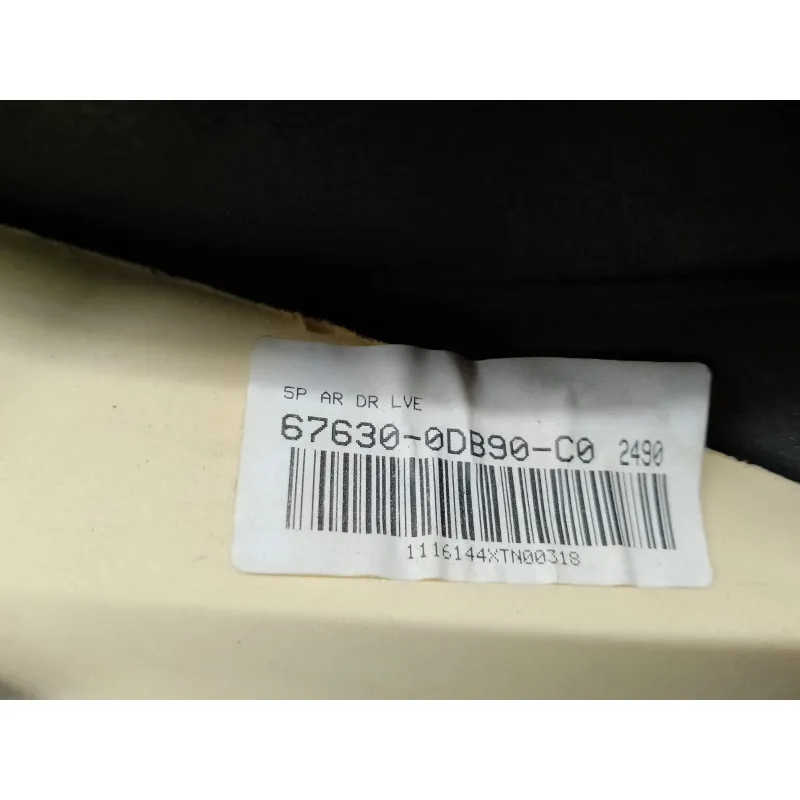 5P AR DR LVE
67630-0DB90-C0 2490
1116144XTN00318